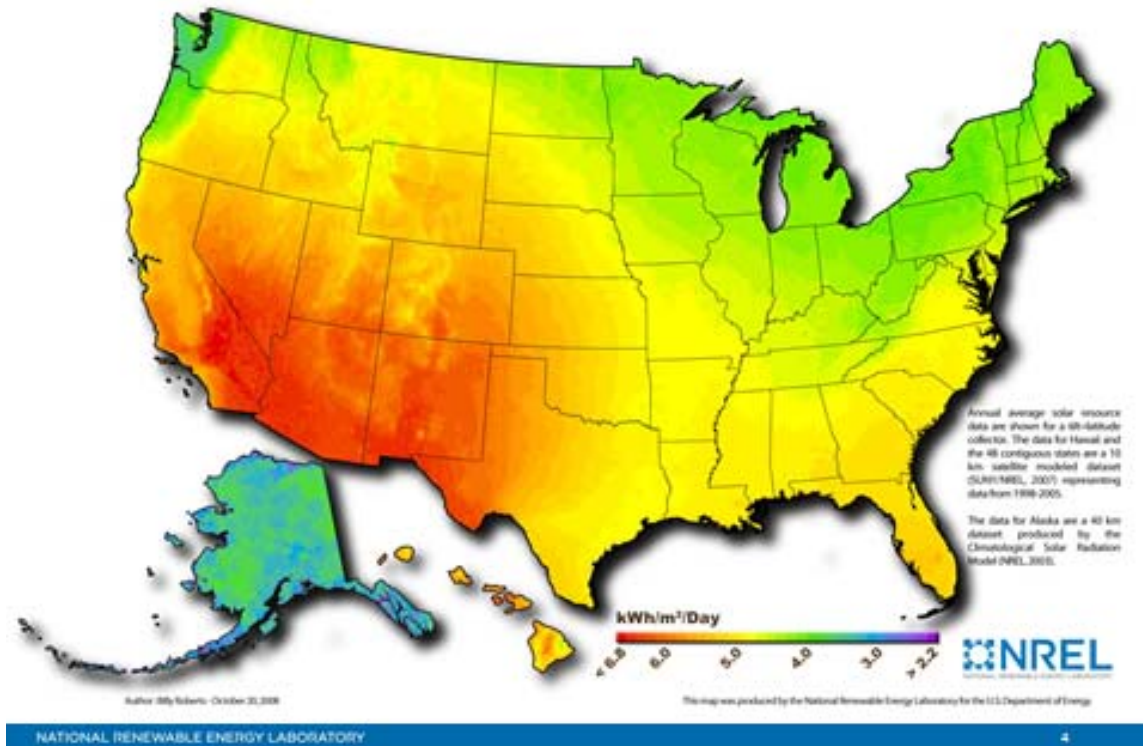 Annual average solar resource
data are shown for a tilt=latitude
collector. The data for Hawaii and
the 48 contiguous states are a 10
km satellite modeled dataset
(SUNY/NREL, 2007) representing
data from 1998-2005.
The data for Alaska are a 40 km
dataset produced by the
Climatological Solar Radiation
Model (NREL, 2003).
kWh/m²/Day
< 6.8 6.0 5.0 4.0 3.0 > 2.2
NREL
NATIONAL RENEWABLE ENERGY LABORATORY
Author: Billy Roberts - October 20, 2008
This map was produced by the National Renewable Energy Laboratory for the U.S. Department of Energy
NATIONAL RENEWABLE ENERGY LABORATORY 4